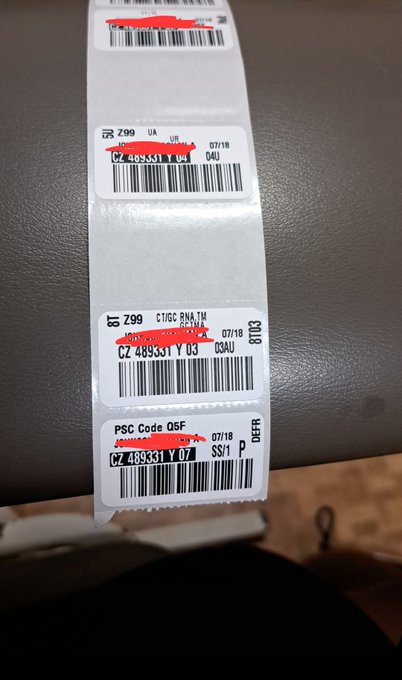 5U Z99 UA
UR
07/18
CZ 489331 Y 04 04U
8T Z99 CT/GC RNA,TM
GCTMA
07/18
CZ 489331 Y 03 03AU
8T03
PSC Code Q5F
07/18
CZ 489331 Y 07 SS/1 P
DEFR